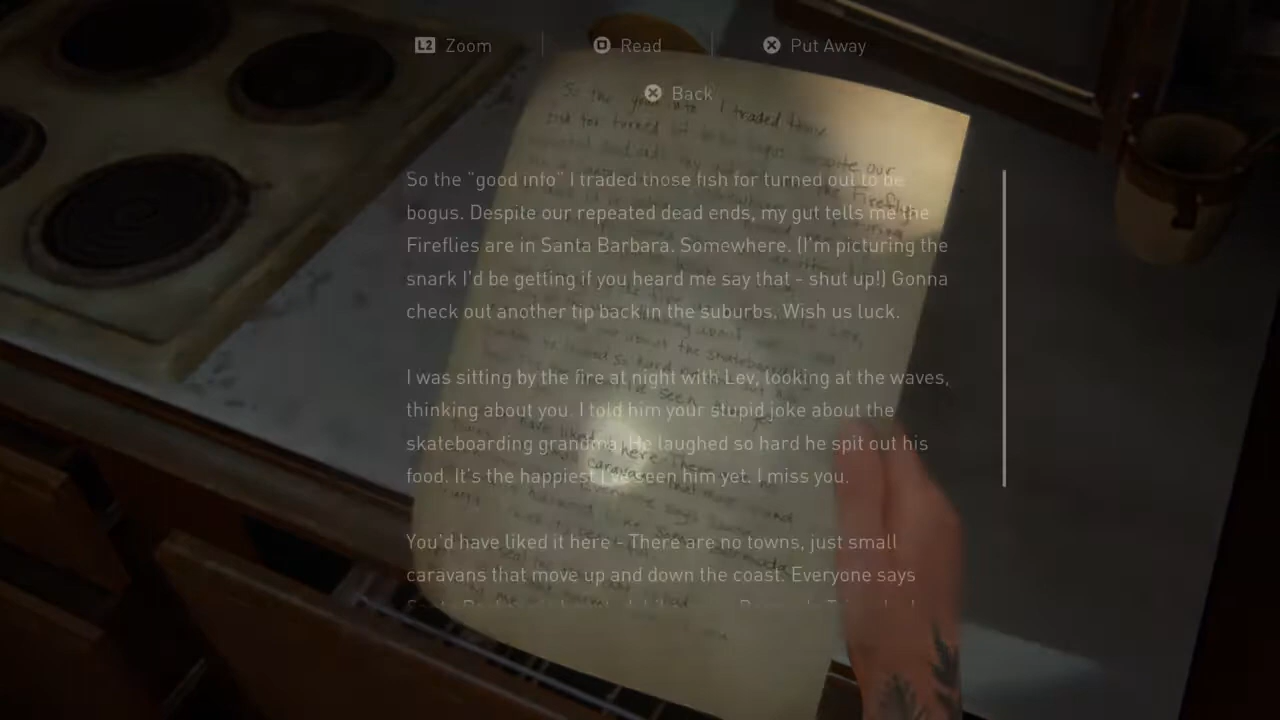 L2 Zoom
Read
Put Away
Back
So the "good info" I traded those fish for turned out to be
bogus. Despite our repeated dead ends, my gut tells me the
Fireflies are in Santa Barbara. Somewhere. (I'm picturing the
snark I'd be getting if you heard me say that - shut up!) Gonna
check out another tip back in the suburbs. Wish us luck.
I was sitting by the fire at night with Lev, looking at the waves,
thinking about you. I told him your stupid joke about the
skateboarding grandma. He laughed so hard he spit out his
food. It's the happiest I've seen him yet. I miss you.
You'd have liked it here - There are no towns, just small
caravans that move up and down the coast. Everyone says